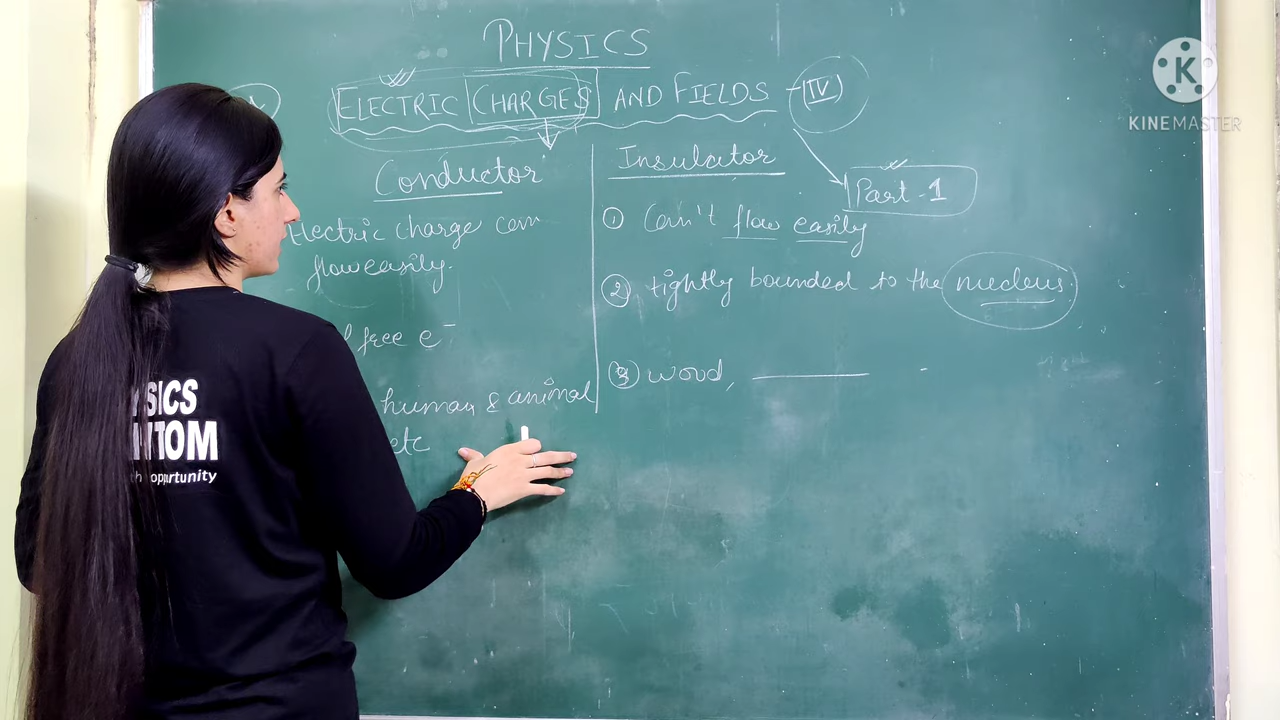 PHYSICS
ELECTRIC CHARGES AND FIELDS - (IV)
Part-1
Conductor
Electric charge can
flow easily.
free e⁻
human & animal
etc
Insulator
① Can't flow easily
② tightly bounded to the nucleus.
③ wood,
SICS
TOM
opportunity
K
KINEMASTER